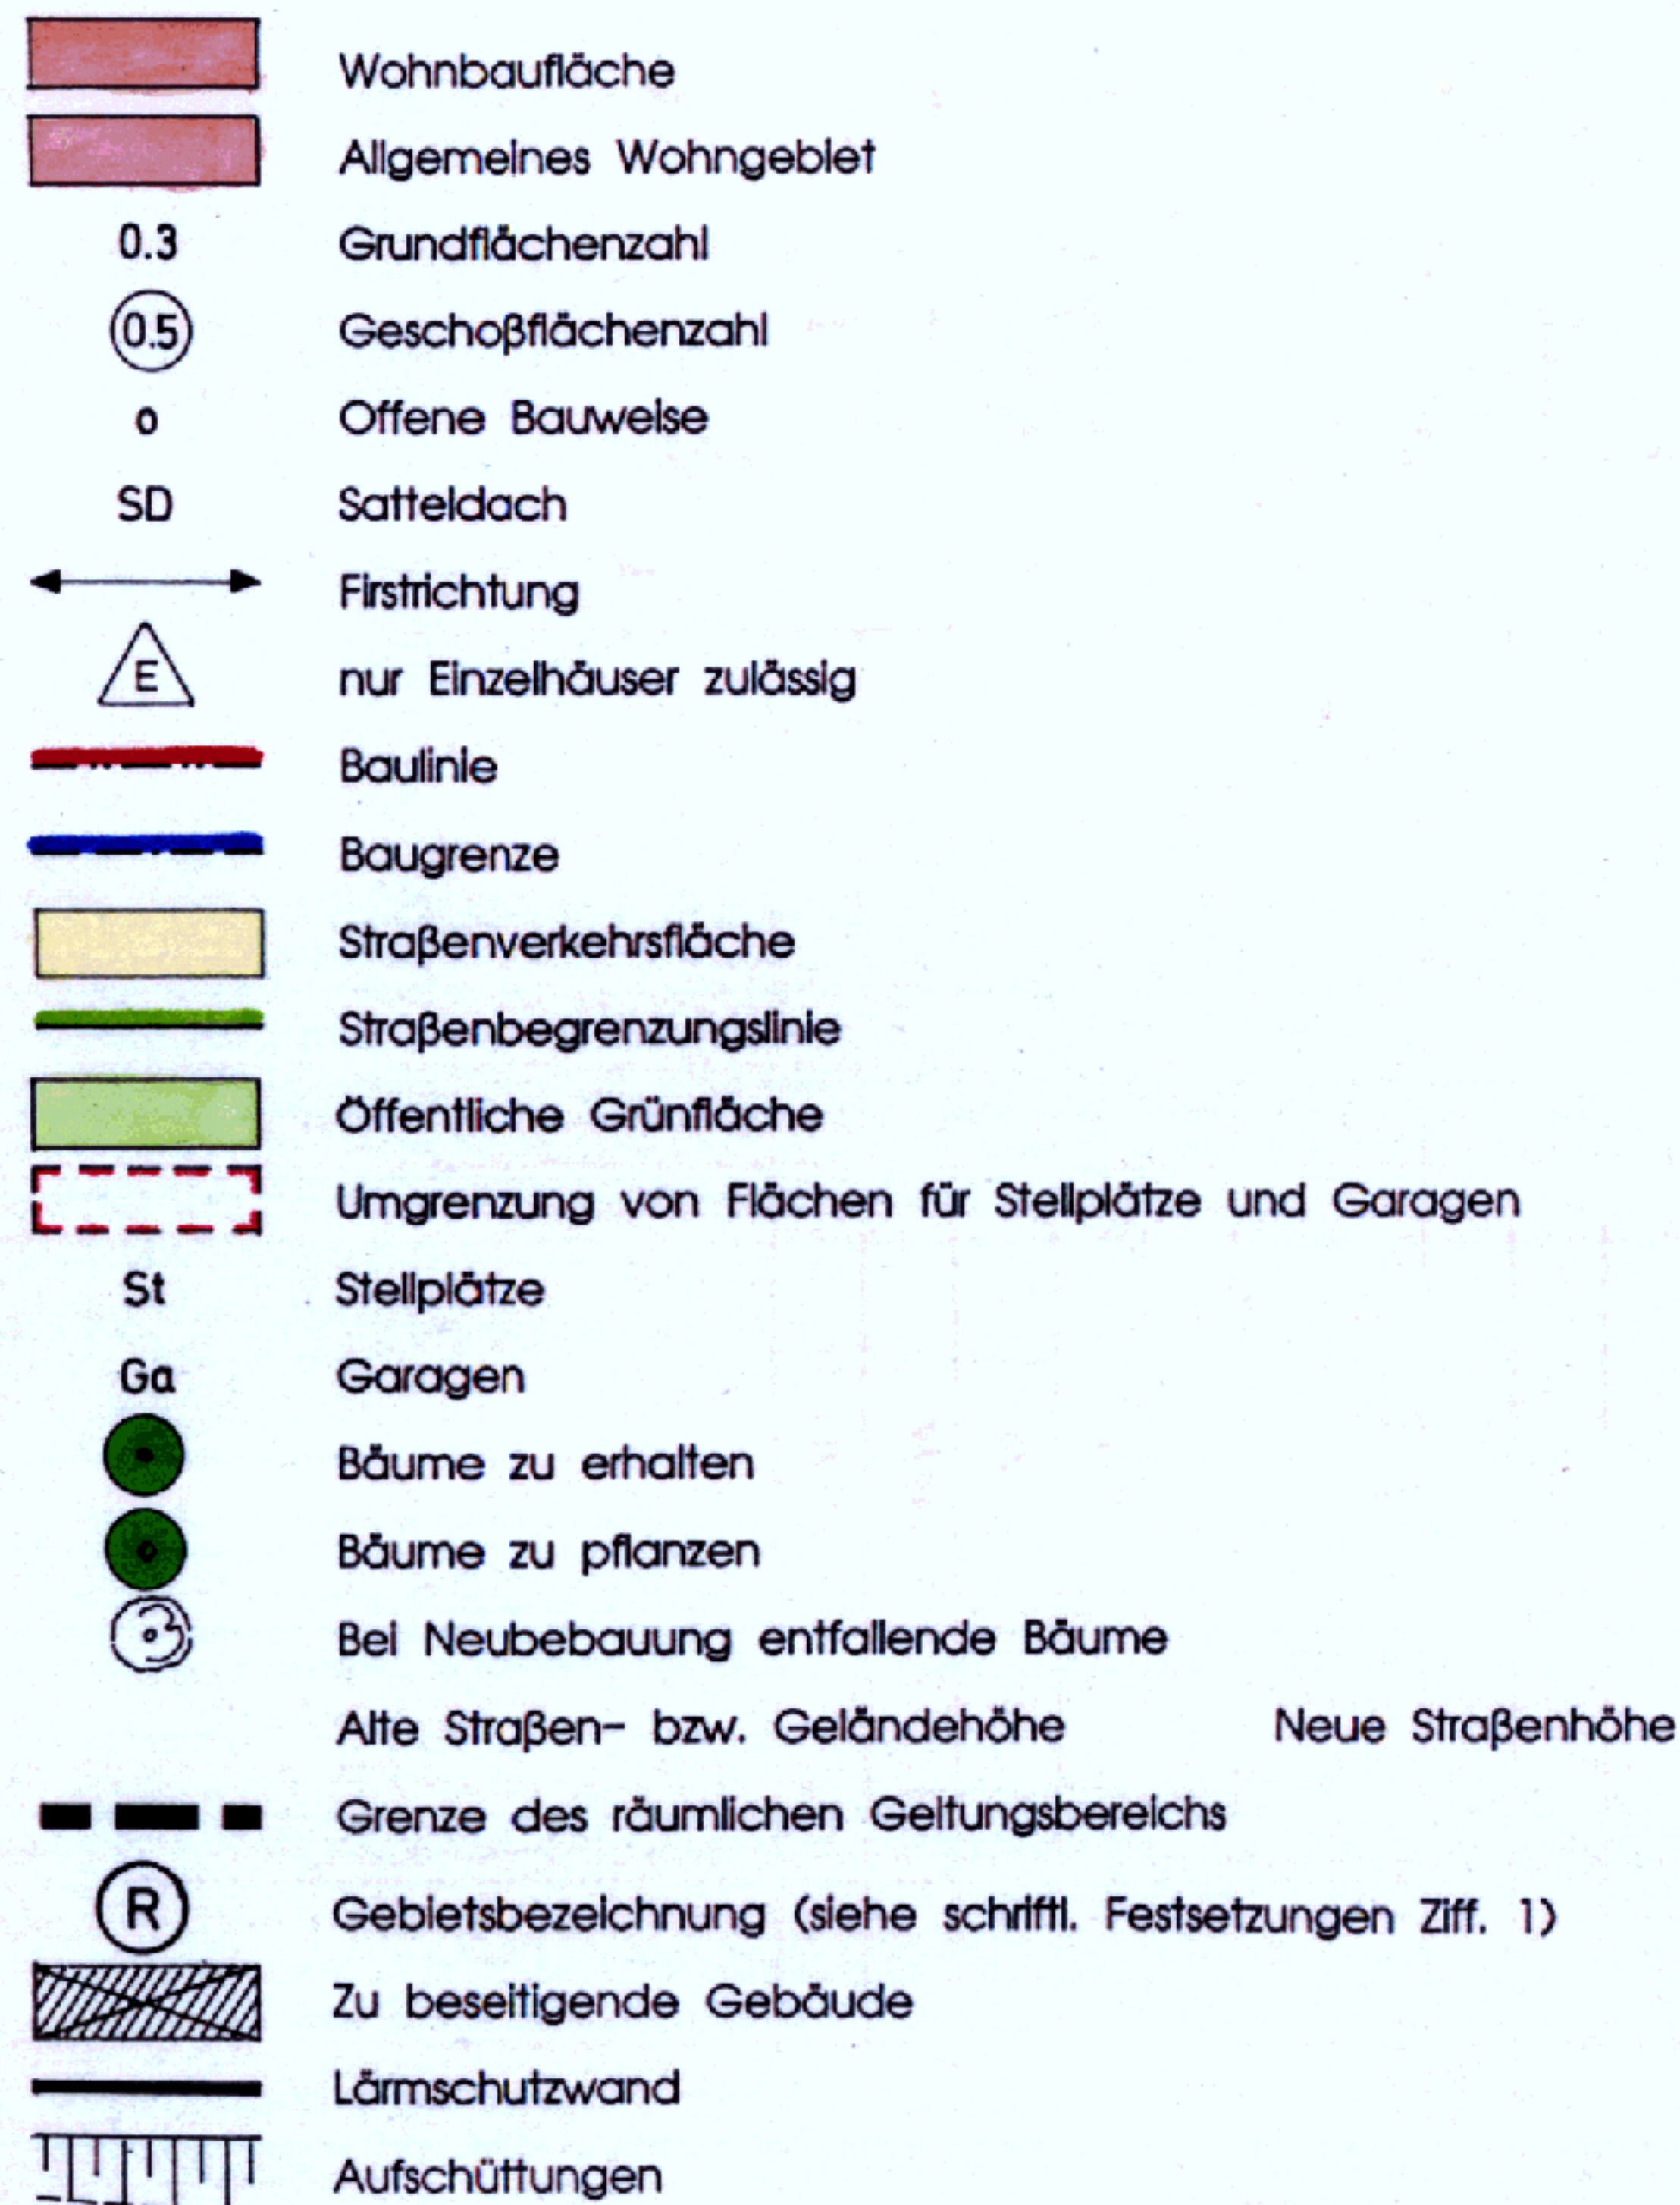 Wohnbaufläche
Allgemeines Wohngebiet
0.3 Grundflächenzahl
0.5 Geschoßflächenzahl
o Offene Bauweise
SD Satteldach
Firstrichtung
E nur Einzelhäuser zulässig
Baulinie
Baugrenze
Straßenverkehrsfläche
Straßenbegrenzungslinie
Öffentliche Grünfläche
Umgrenzung von Flächen für Stellplätze und Garagen
St Stellplätze
Ga Garagen
Bäume zu erhalten
Bäume zu pflanzen
Bei Neubebauung entfallende Bäume
Alte Straßen- bzw. Geländehöhe Neue Straßenhöhe
Grenze des räumlichen Geltungsbereichs
R Gebietsbezeichnung (siehe schriftl. Festsetzungen Ziff. 1)
Zu beseitigende Gebäude
Lärmschutzwand
Aufschüttungen